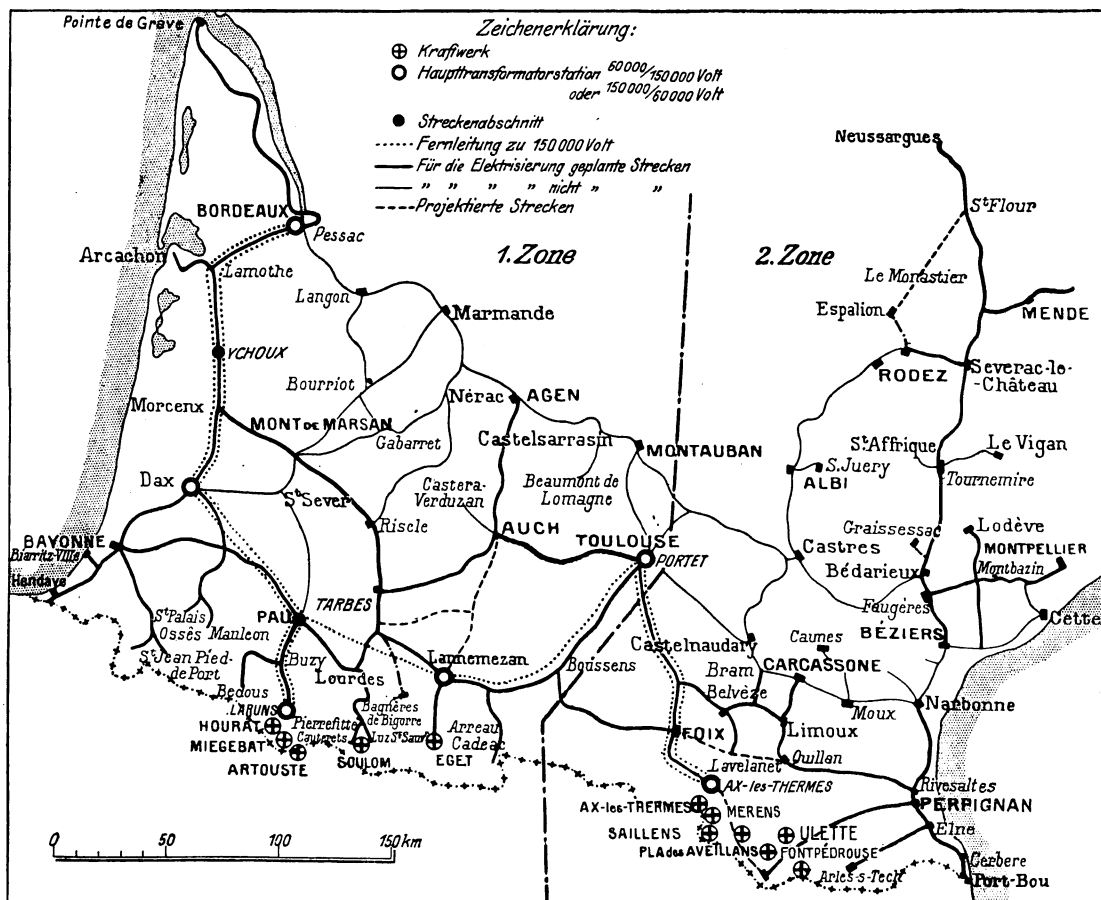 Pointe de Grave
Zeichenerklärung:
Kraftwerk
Haupttransformatorstation 60000/150000 Volt
oder 150000/60000 Volt
Streckenabschnitt
Fernleitung zu 150000 Volt
Für die Elektrisierung geplante Strecken
" " " " nicht " "
Projektierte Strecken
1. Zone
2. Zone
Neussargues
St Flour
Le Monastier
Espalion
MENDE
RODEZ
Severac-le-
Château
BORDEAUX
Pessac
Arcachon
Lamothe
Langon
Marmande
YCHOUX
Bourriot
Nérac
AGEN
Morcenx
MONT DE MARSAN
Gabarret
Castelsarrasin
MONTAUBAN
St Affrique
Le Vigan
S. Juery
ALBI
Tournemire
Dax
St Sever
Castera-
Verduzan
Beaumont de
Lomagne
Riscle
AUCH
TOULOUSE
PORTET
Castres
Graissessac
Lodève
Bédarieux
MONTPELLIER
Montbazin
BAYONNE
Biarritz-Ville
Hendaye
Faugères
Cette
BÉZIERS
TARBES
PAU
St Palais
Ossès
Mauleon
St Jean Pied-
de-Port
Buzy
Lourdes
Lannemezan
Boussens
Castelnaudary
Caumes
Bram
CARCASSONE
Belvèze
Moux
Narbonne
Limoux
Bedous
LARUNS
HOURAT
Pierrefitte
Cauterets
MIEGEBAT
ARTOUSTE
SOULOM
Bagnères
de Bigorre
Luz St Sauvr
EGET
Arreau
Cadeac
FOIX
Quillan
Lavelanet
AX-les-THERMES
Rivesaltes
AX-les-THERMES
MERENS
PERPIGNAN
SAILLENS
ULETTE
Elne
PLA des AVEILLANS
FONTPÉDROUSE
Arles-s-Tech
Cerbere
Port-Bou
0 50 100 150 km